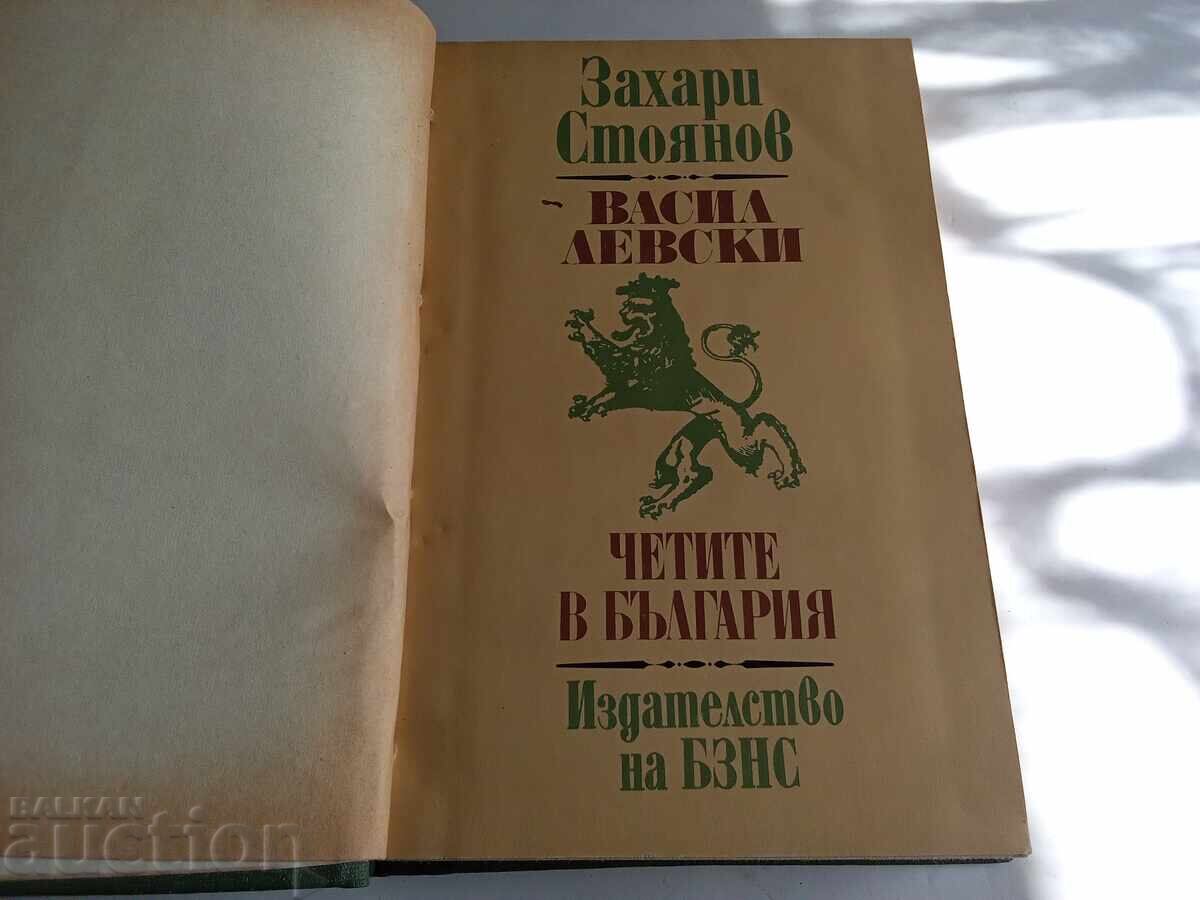 Захари
Стоянов
ВАСИЛ
ЛЕВСКИ
ЧЕТИТЕ
В БЪЛГАРИЯ
Издателство
на БЗНС
BALKAN
auction